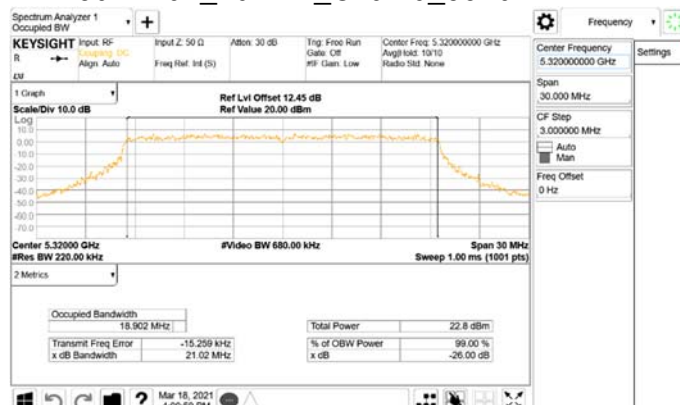 Spectrum Analyzer 1
Occupied BW
Frequency
KEYSIGHT
Input: RF
Coupling: DC
Align: Auto
Input Z: 50 Ω
Freq Ref: Int (S)
Atten: 30 dB
Trig: Free Run
Gate: Off
#IF Gain: Low
Center Freq: 5.320000000 GHz
Avg|Hold: 10/10
Radio Std: None
R
LXI
Center Frequency
5.320000000 GHz
Settings
Span
30.000 MHz
CF Step
3.000000 MHz
Auto
Man
Freq Offset
0 Hz
1 Graph
Scale/Div 10.0 dB
Ref Lvl Offset 12.45 dB
Ref Value 20.00 dBm
Log
10.0
0.00
-10.0
-20.0
-30.0
-40.0
-50.0
-60.0
-70.0
Center 5.32000 GHz
#Video BW 680.00 kHz
Span 30 MHz
#Res BW 220.00 kHz
Sweep 1.00 ms (1001 pts)
2 Metrics
Occupied Bandwidth
18.902 MHz
Total Power
22.8 dBm
Transmit Freq Error
-15.259 kHz
% of OBW Power
99.00 %
x dB Bandwidth
21.02 MHz
x dB
-26.00 dB
?
Mar 18, 2021